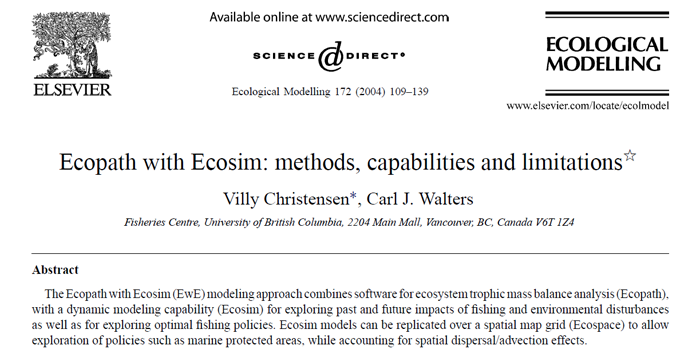 Available online at www.sciencedirect.com
SCIENCE DIRECT®
ELSEVIER
Ecological Modelling 172 (2004) 109–139
ECOLOGICAL
MODELLING
www.elsevier.com/locate/ecolmodel
Ecopath with Ecosim: methods, capabilities and limitations☆
Villy Christensen*, Carl J. Walters
Fisheries Centre, University of British Columbia, 2204 Main Mall, Vancouver, BC, Canada V6T 1Z4
Abstract
The Ecopath with Ecosim (EwE) modeling approach combines software for ecosystem trophic mass balance analysis (Ecopath),
with a dynamic modeling capability (Ecosim) for exploring past and future impacts of fishing and environmental disturbances
as well as for exploring optimal fishing policies. Ecosim models can be replicated over a spatial map grid (Ecospace) to allow
exploration of policies such as marine protected areas, while accounting for spatial dispersal/advection effects.